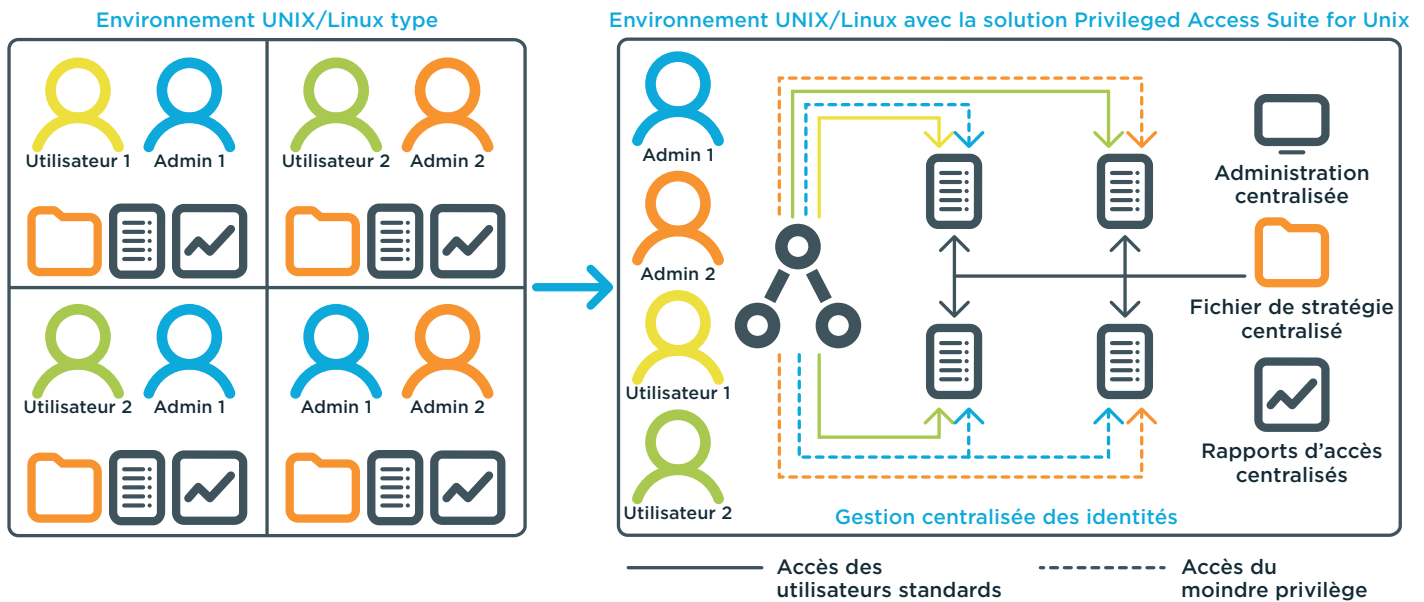 Environnement UNIX/Linux type
Utilisateur 1
Admin 1
Utilisateur 2
Admin 2
Utilisateur 2
Admin 1
Admin 1
Admin 2
Environnement UNIX/Linux avec la solution Privileged Access Suite for Unix
Admin 1
Admin 2
Utilisateur 1
Utilisateur 2
Administration
centralisée
Fichier de stratégie
centralisé
Rapports d’accès
centralisés
Gestion centralisée des identités
Accès des
utilisateurs standards
Accès du
moindre privilège